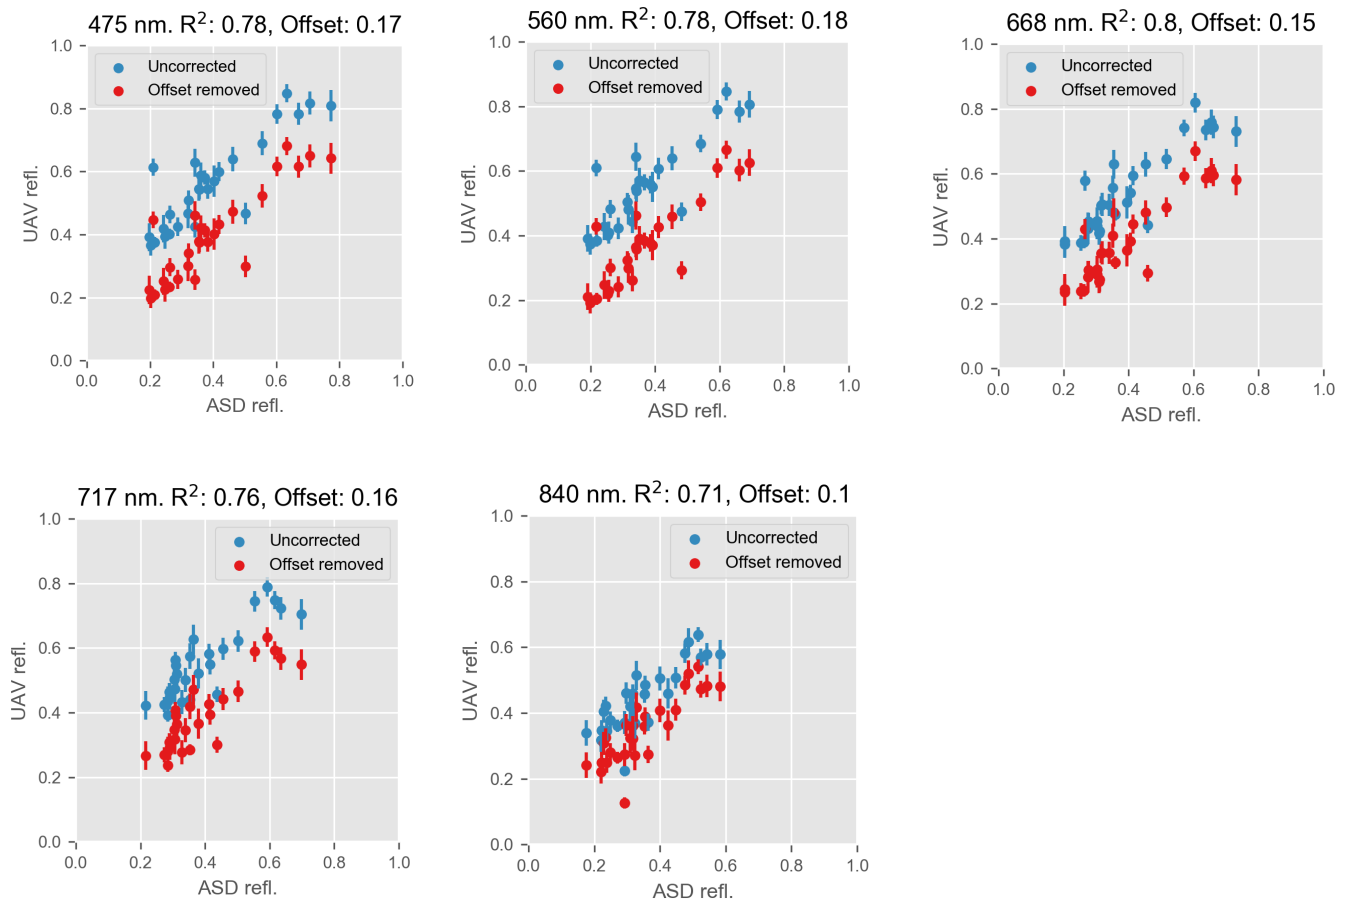 475 nm. R²: 0.78, Offset: 0.17
1.0
0.8
0.6
0.4
0.2
0.0
UAV refl.
Uncorrected
Offset removed
0.0 0.2 0.4 0.6 0.8 1.0
ASD refl.
560 nm. R²: 0.78, Offset: 0.18
1.0
0.8
0.6
0.4
0.2
0.0
UAV refl.
Uncorrected
Offset removed
0.0 0.2 0.4 0.6 0.8 1.0
ASD refl.
668 nm. R²: 0.8, Offset: 0.15
1.0
0.8
0.6
0.4
0.2
0.0
UAV refl.
Uncorrected
Offset removed
0.0 0.2 0.4 0.6 0.8 1.0
ASD refl.
717 nm. R²: 0.76, Offset: 0.16
1.0
0.8
0.6
0.4
0.2
0.0
UAV refl.
Uncorrected
Offset removed
0.0 0.2 0.4 0.6 0.8 1.0
ASD refl.
840 nm. R²: 0.71, Offset: 0.1
1.0
0.8
0.6
0.4
0.2
0.0
UAV refl.
Uncorrected
Offset removed
0.0 0.2 0.4 0.6 0.8 1.0
ASD refl.